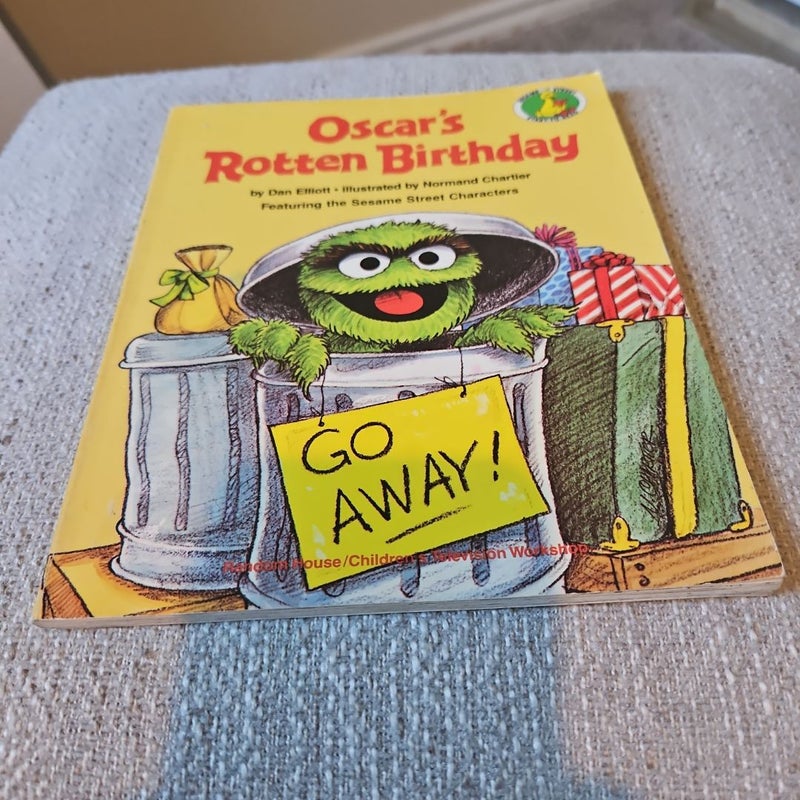 Oscar's
Rotten Birthday
by Dan Elliott • illustrated by Normand Chartier
Featuring the Sesame Street Characters
GO
AWAY!
Random House/Children's Television Workshop